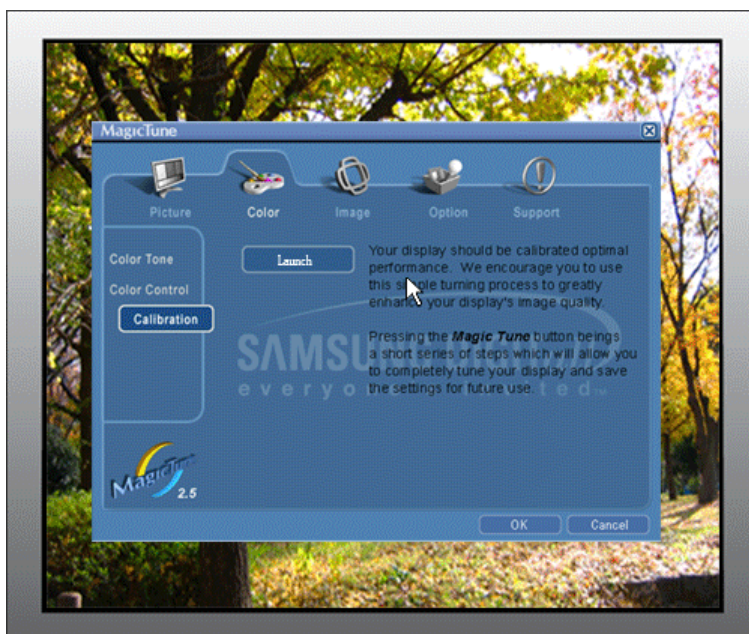 MagicTune
Picture
Color
Image
Option
Support
Color Tone
Color Control
Calibration
Launch
Your display should be calibrated optimal
performance. We encourage you to use
this simple turning process to greatly
enhance your display's image quality.
Pressing the Magic Tune button beings
a short series of steps which will allow you
to completely tune your display and save
the settings for future use.
MagicTune
2.5
OK
Cancel